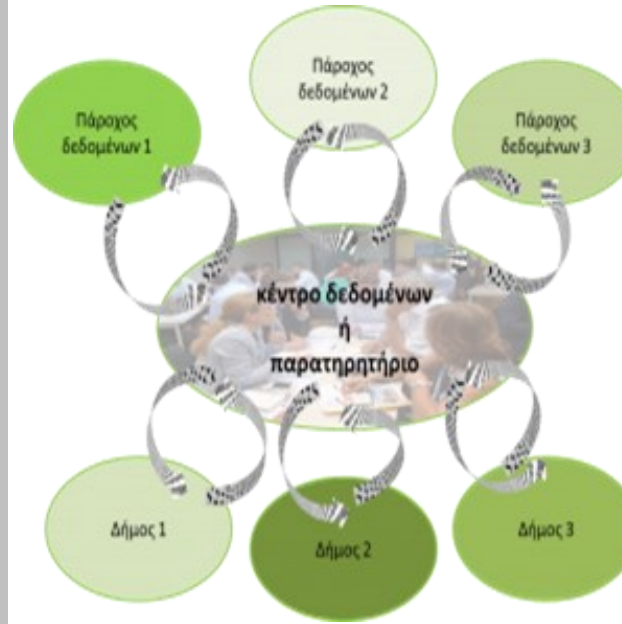 Πάροχος
δεδομένων 1
Πάροχος
δεδομένων 2
Πάροχος
δεδομένων 3
κέντρο δεδομένων
ή
παρατηρητήριο
Δήμος 1
Δήμος 2
Δήμος 3